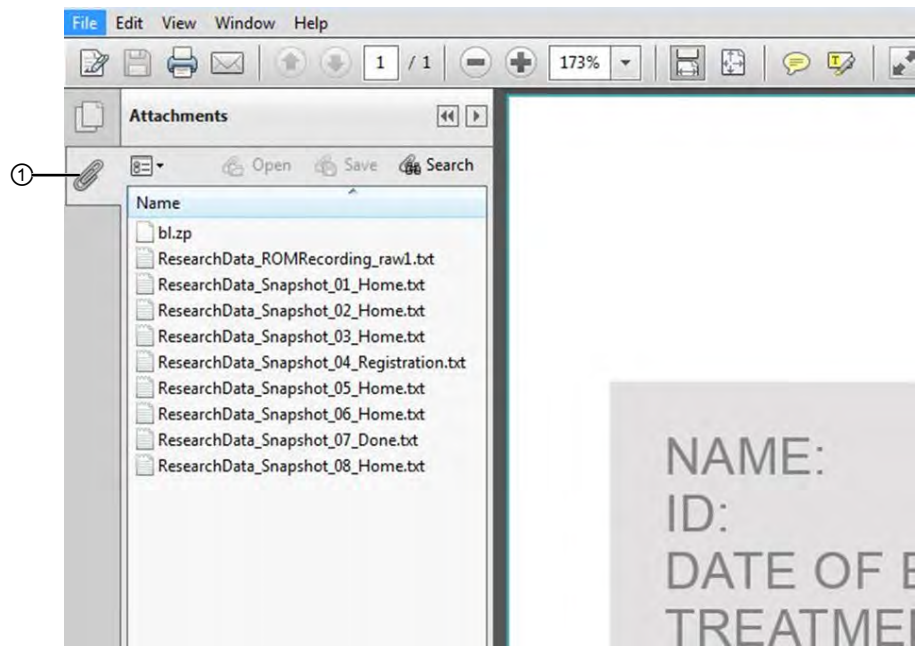 File Edit View Window Help
1 / 1 173%
Attachments
①
Open Save Search
Name
bl.zp
ResearchData_ROMRecording_raw1.txt
ResearchData_Snapshot_01_Home.txt
ResearchData_Snapshot_02_Home.txt
ResearchData_Snapshot_03_Home.txt
ResearchData_Snapshot_04_Registration.txt
ResearchData_Snapshot_05_Home.txt
ResearchData_Snapshot_06_Home.txt
ResearchData_Snapshot_07_Done.txt
ResearchData_Snapshot_08_Home.txt
NAME:
ID:
DATE OF
TREATME